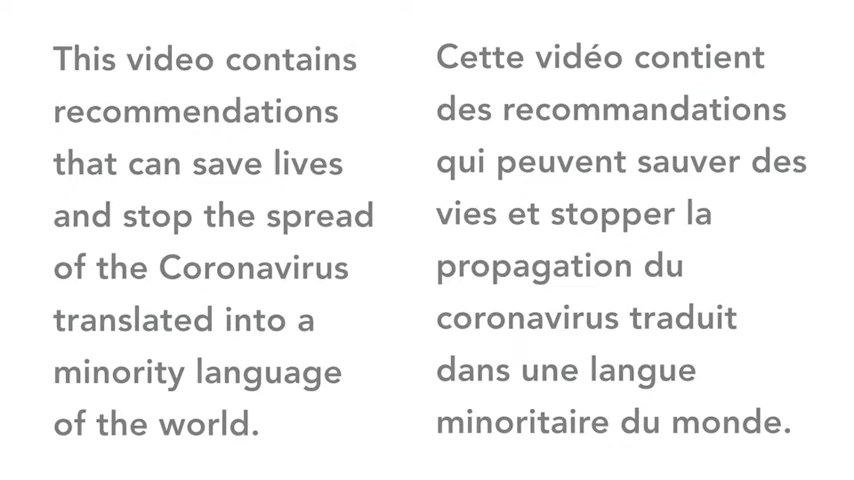 This video contains
recommendations
that can save lives
and stop the spread
of the Coronavirus
translated into a
minority language
of the world.
Cette vidéo contient
des recommandations
qui peuvent sauver des
vies et stopper la
propagation du
coronavirus traduit
dans une langue
minoritaire du monde.